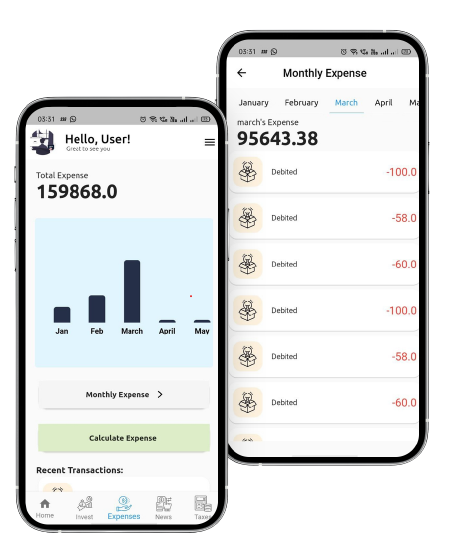 03:31
Hello, User!
Great to see you
Total Expense
159868.0
Jan Feb March April May
Monthly Expense >
Calculate Expense
Recent Transactions:
Home Invest Expenses News Taxes
03:31
Monthly Expense
January February March April Ma
march's Expense
95643.38
Debited -100.0
Debited -58.0
Debited -60.0
Debited -100.0
Debited -58.0
Debited -60.0